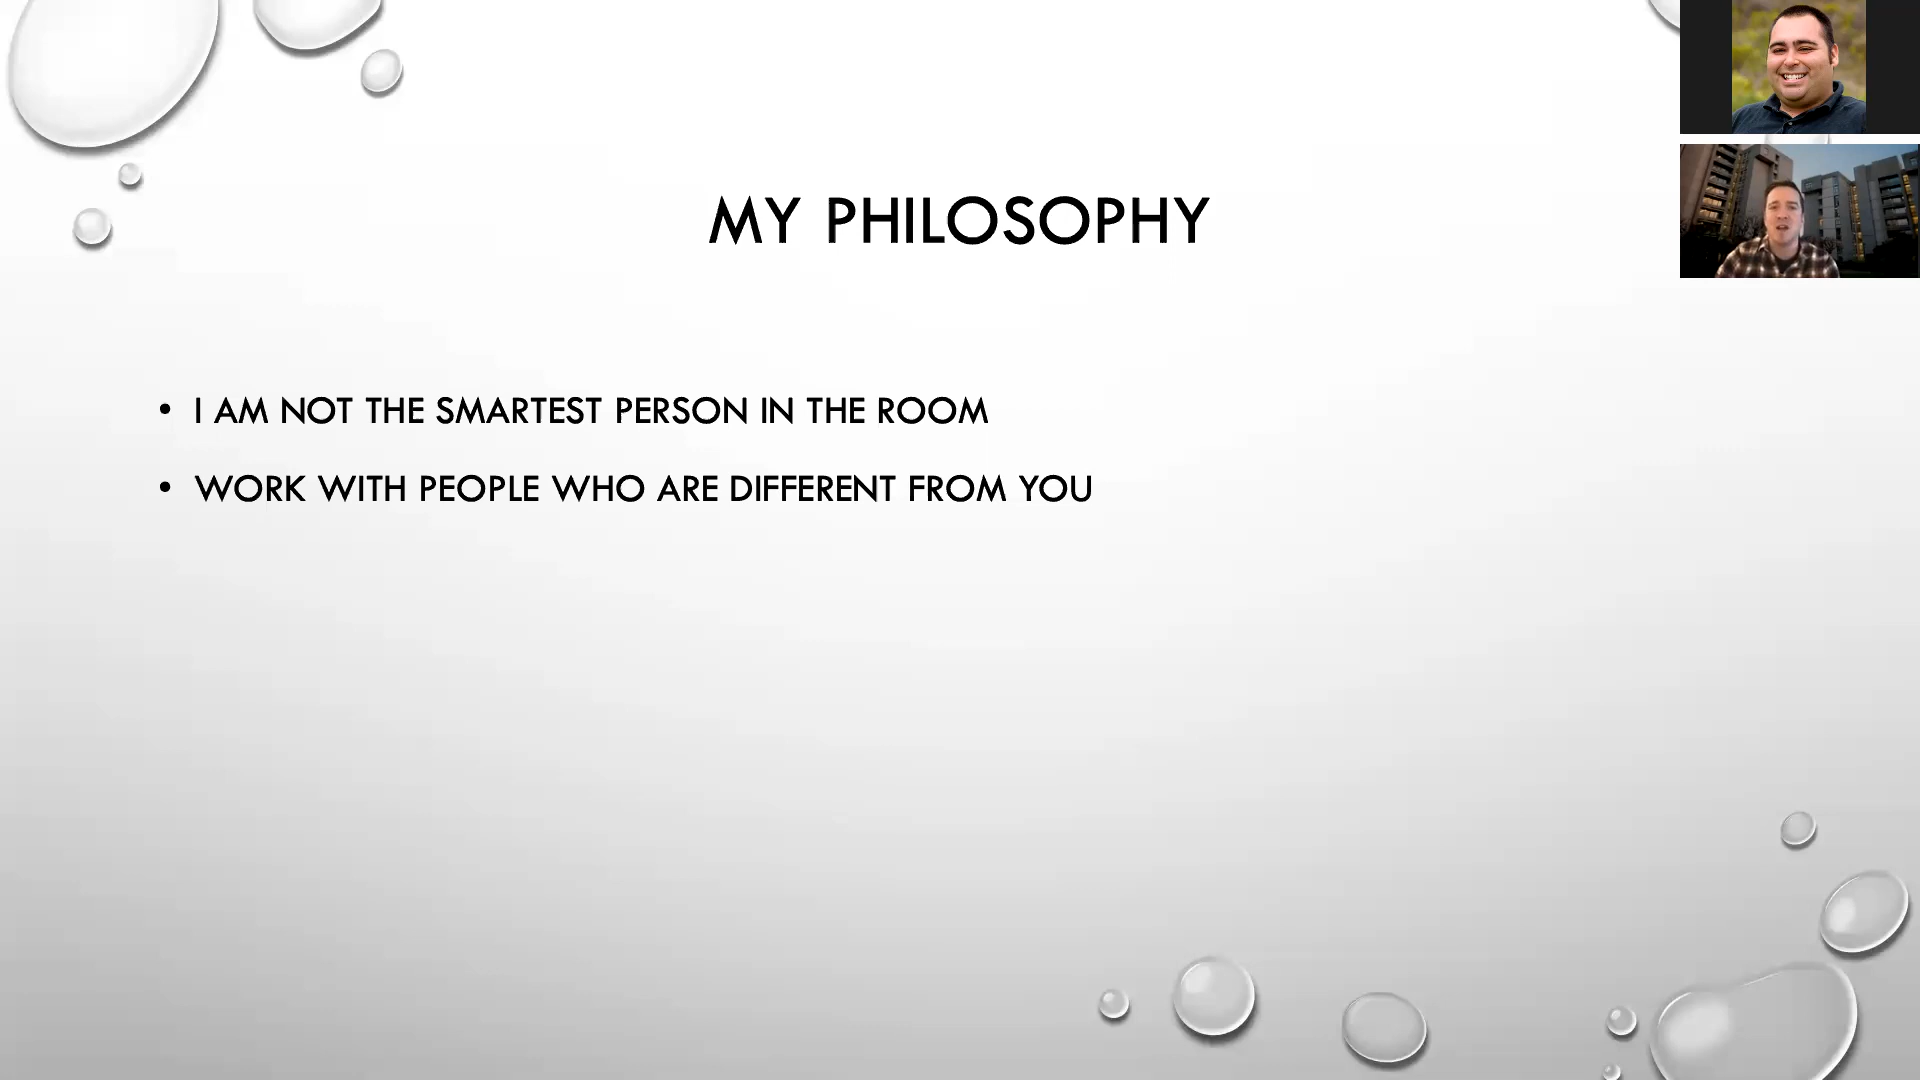 MY PHILOSOPHY
• I AM NOT THE SMARTEST PERSON IN THE ROOM
• WORK WITH PEOPLE WHO ARE DIFFERENT FROM YOU